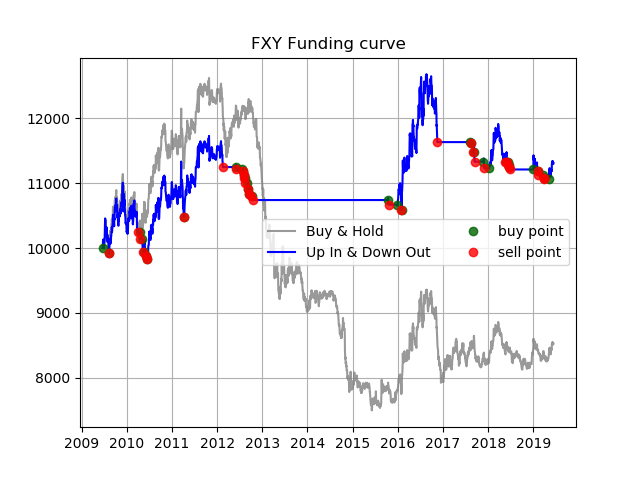 FXY Funding curve
12000
11000
10000
9000
8000
Buy & Hold
Up In & Down Out
buy point
sell point
2009 2010 2011 2012 2013 2014 2015 2016 2017 2018 2019